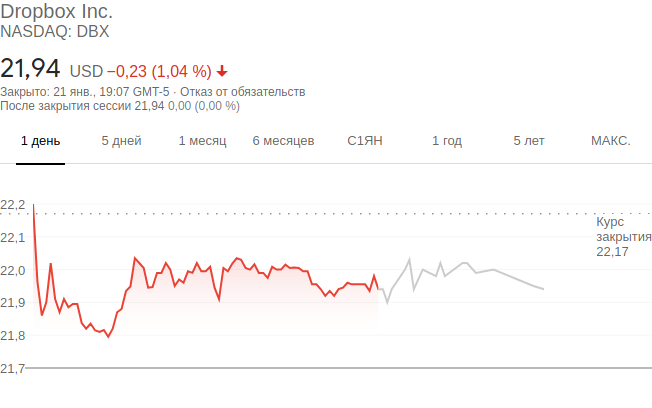 Dropbox Inc.
NASDAQ: DBX
21,94 USD −0,23 (1,04 %)
Закрыто: 21 янв., 19:07 GMT-5 · Отказ от обязательств
После закрытия сессии 21,94 0,00 (0,00 %)
1 день 5 дней 1 месяц 6 месяцев С1ЯН 1 год 5 лет МАКС.
22,2
22,1
22,0
21,9
21,8
21,7
Курс
закрытия
22,17